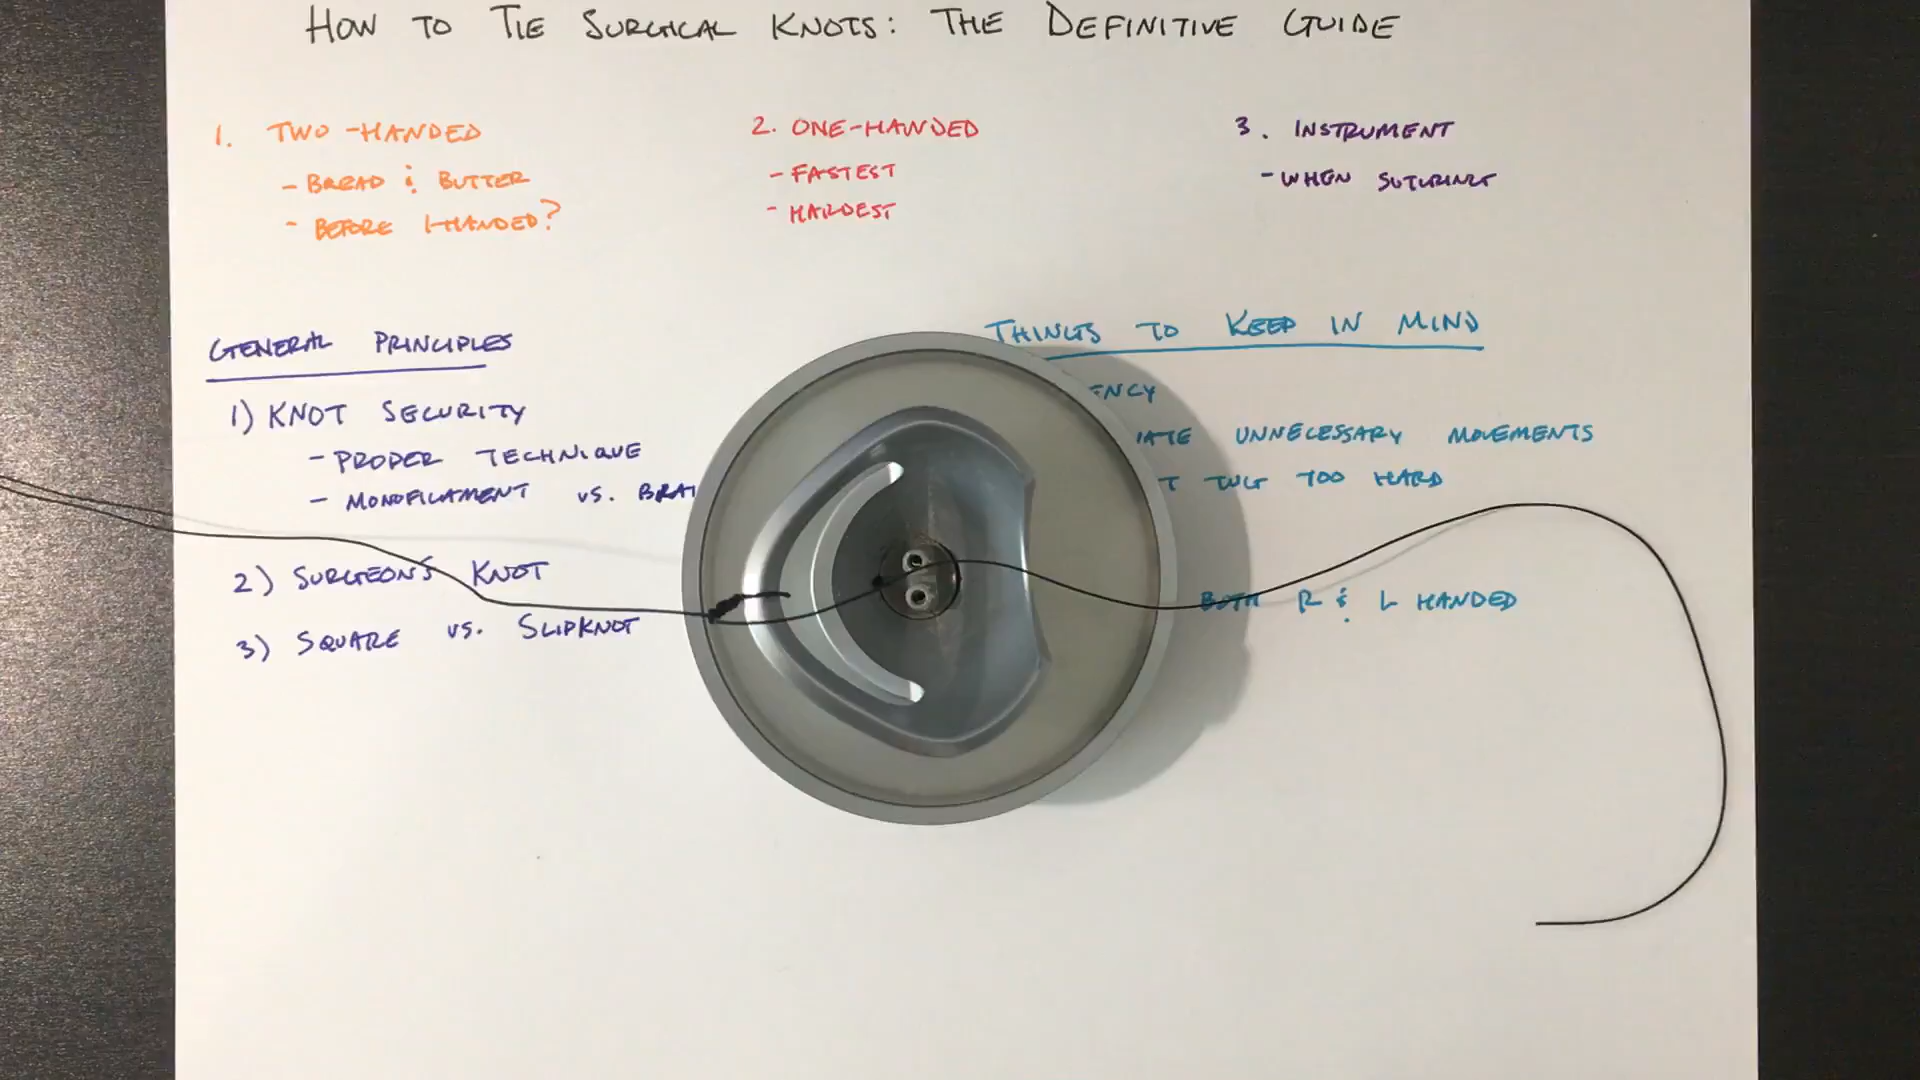 HOW TO TIE SURGICAL KNOTS: THE DEFINITIVE GUIDE
1. TWO-HANDED
- BREAD & BUTTER
- BEFORE 1-HANDED?
2. ONE-HANDED
- FASTEST
- HARDEST
3. INSTRUMENT
- WHEN SUTURING
GENERAL PRINCIPLES
1) KNOT SECURITY
- PROPER TECHNIQUE
- MONOFILAMENT VS.
2) SURGEON'S KNOT
3) SQUARE VS. SLIPKNOT
THINGS TO KEEP IN MIND
UNNECESSARY MOVEMENTS
TUG TOO HARD
BOTH R & L HANDED